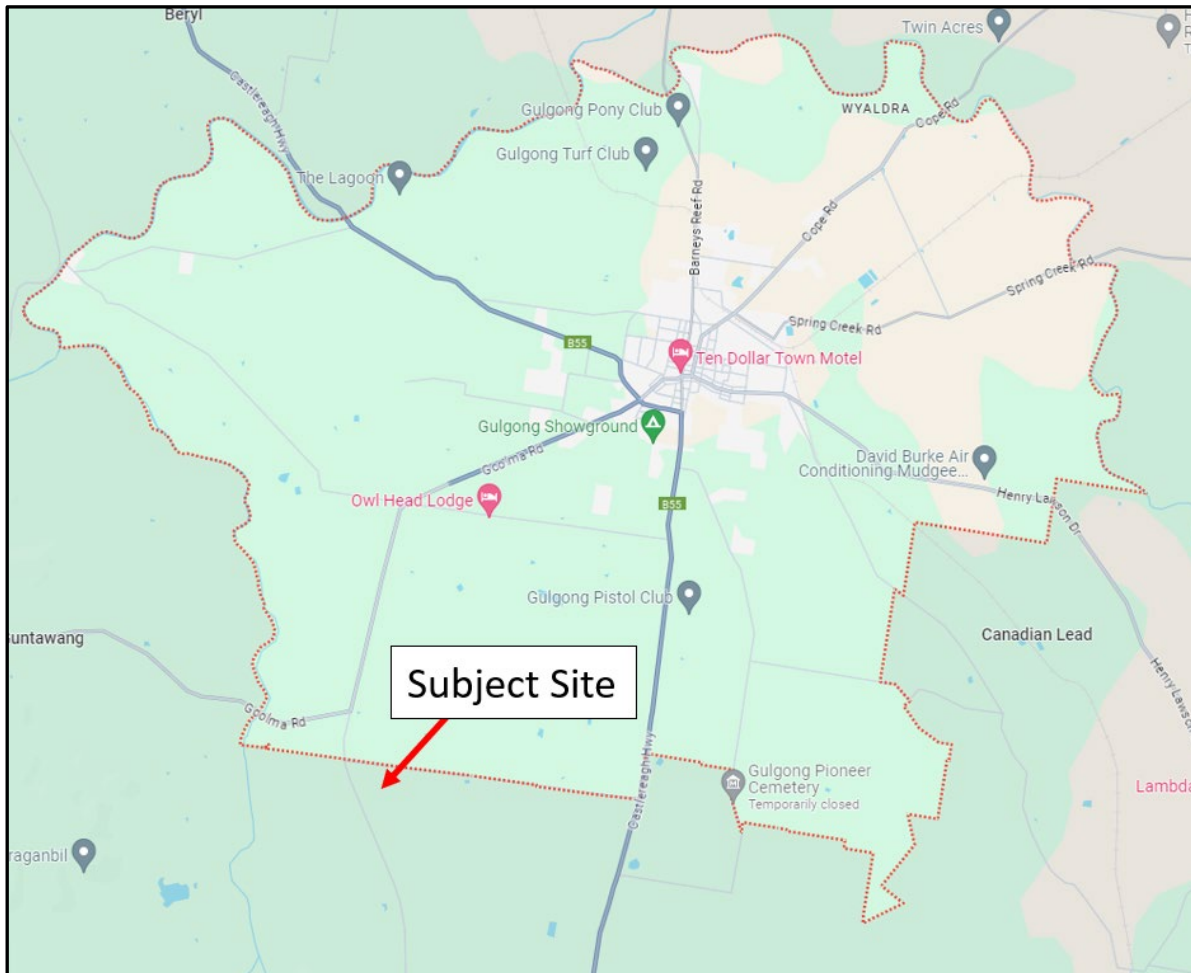 Beryl
Twin Acres
Castlereagh Hwy
Gulgong Pony Club
WYALDRA
Cope Rd
Gulgong Turf Club
The Lagoon
Barneys Reef Rd
Cope Rd
Spring Creek Rd
Spring Creek Rd
B55
Ten Dollar Town Motel
Gulgong Showground
Goolma Rd
David Burke Air
Conditioning Mudgee...
Owl Head Lodge
B55
Henry Lawson Dr
Gulgong Pistol Club
Canadian Lead
Subject Site
Henry Lawson
Goolma Rd
Castlereagh Hwy
Gulgong Pioneer
Cemetery
Temporarily closed